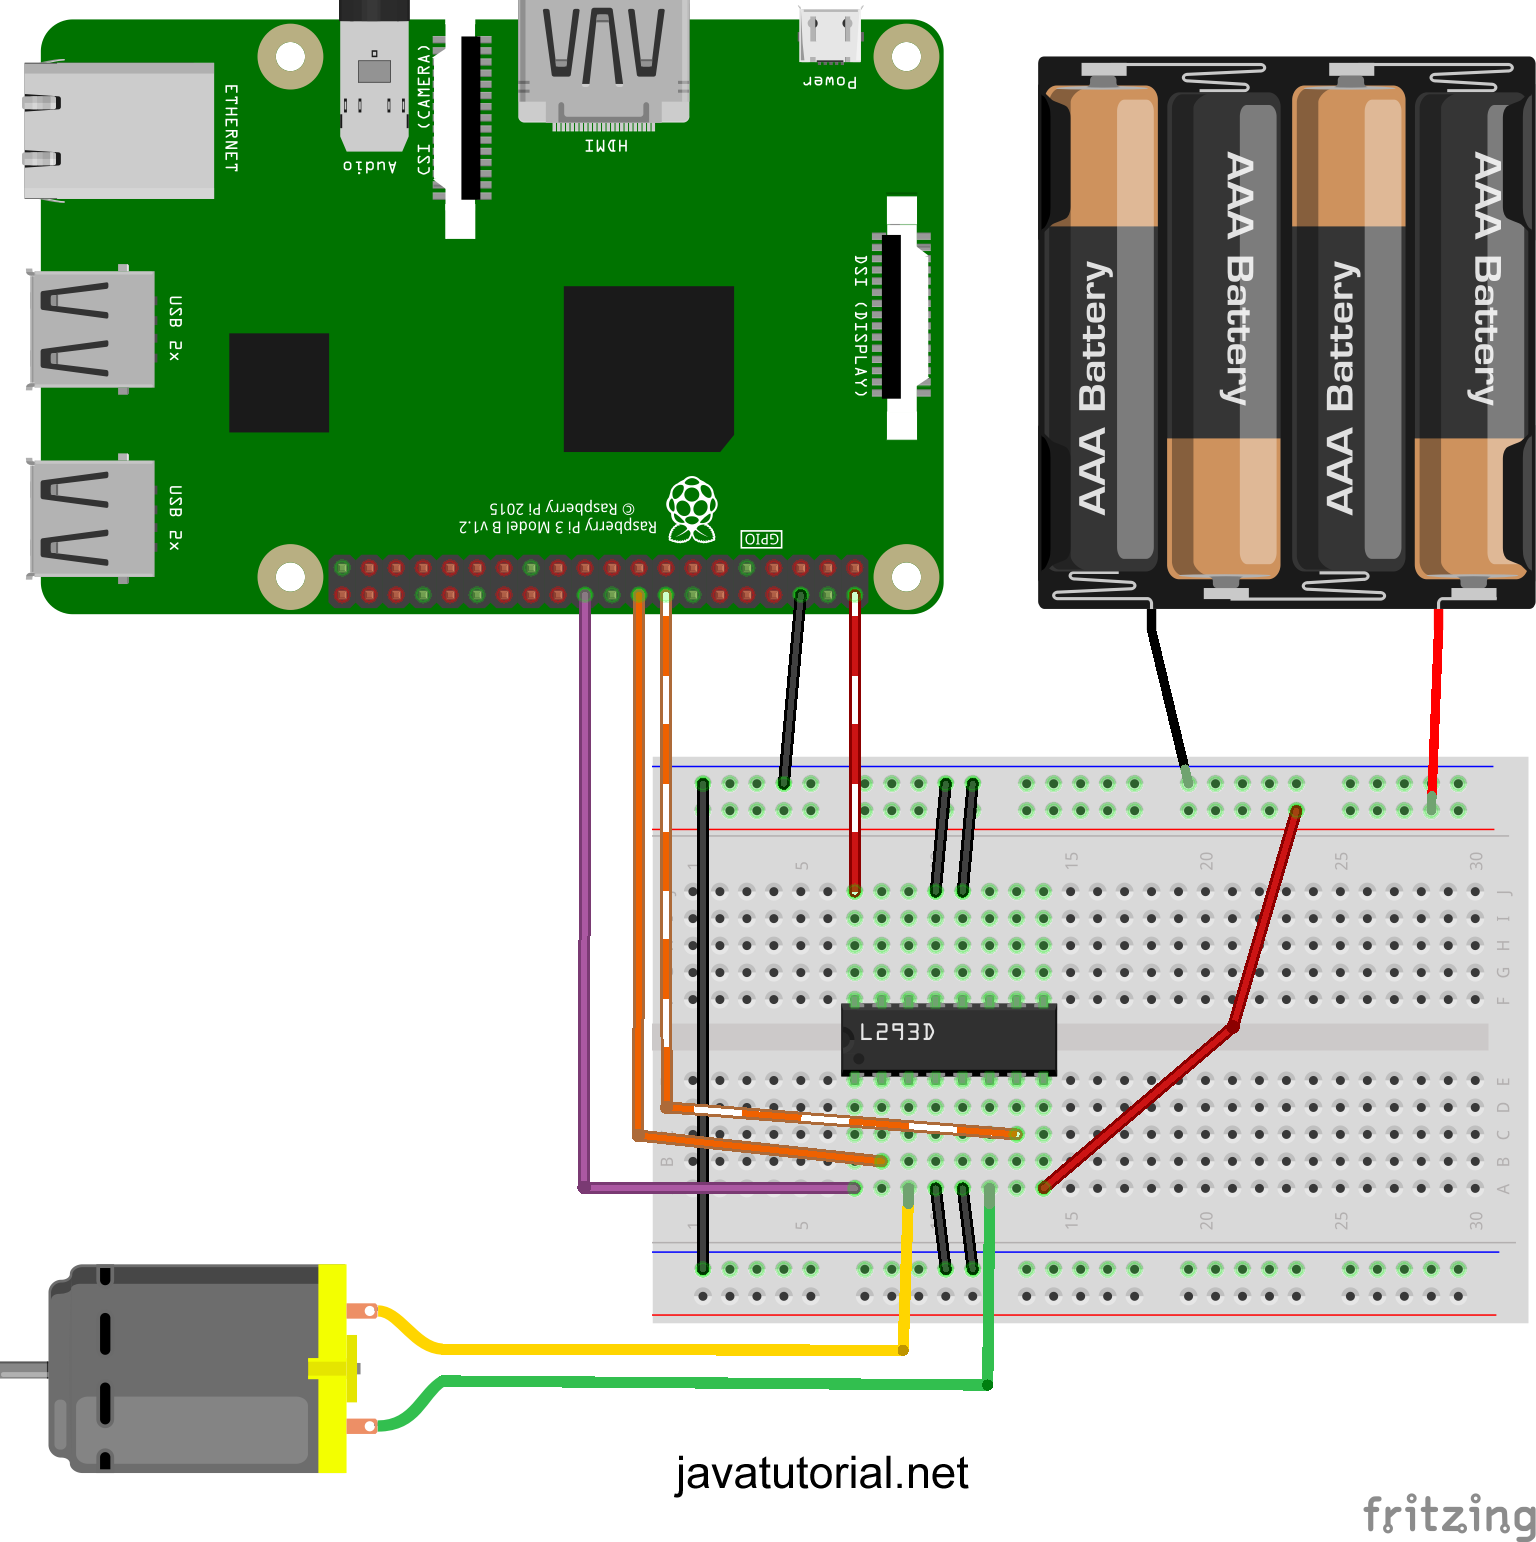 ETHERNET
Audio
CSI (CAMERA)
HDMI
Power
DSI (DISPLAY)
USB 2x
USB 2x
© Raspberry Pi 2015
Raspberry Pi 3 Model B v1.2
GPIO
AAA Battery
AAA Battery
AAA Battery
AAA Battery
1 5 15 20 25 30
J
I
H
G
F
L293D
E
D
C
B B
A
1 5 15 20 25 30
javatutorial.net
fritzing